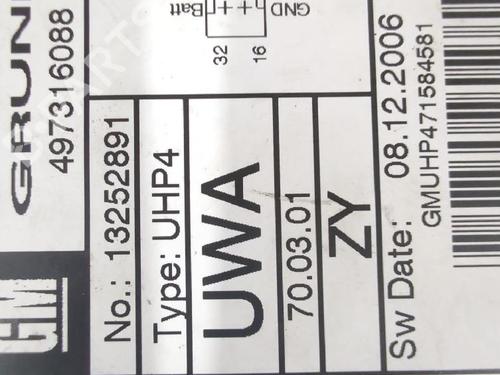 GRUN
497316088
GM
No.: 13252891
Type: UHP4
UWA
70.03.01
ZY
Batt
GND
32
16
Sw Date: 08.12.2006
GMUHP471584581